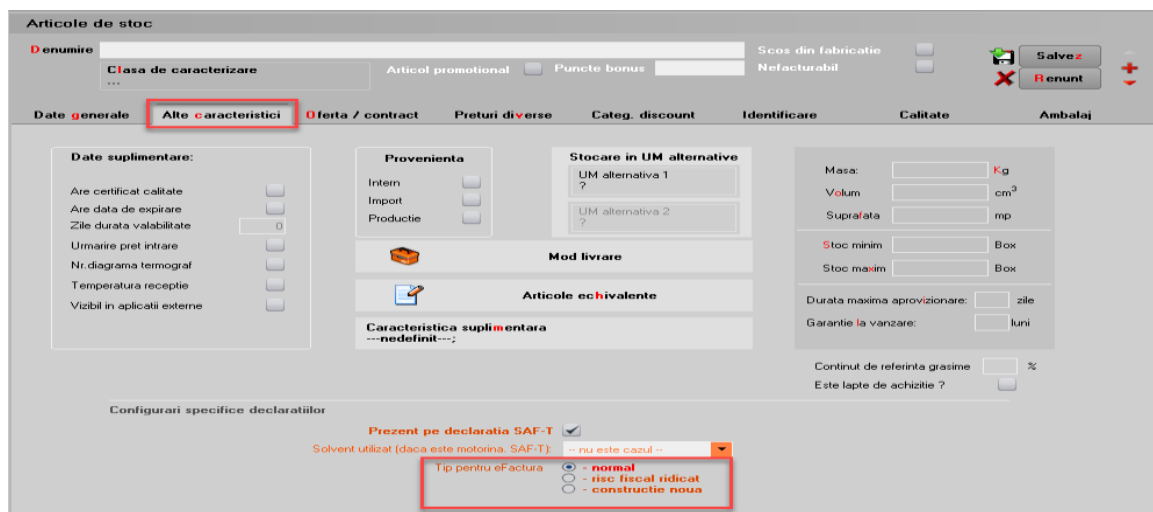 Articole de stoc
Denumire
Scos din fabricatie
Salvez
Clasa de caracterizare
Articol promotional
Puncte bonus
Nefacturabil
Renunt
---
Date generale
Alte caracteristici
Oferta / contract
Preturi diverse
Categ. discount
Identificare
Calitate
Ambalaj
Date suplimentare:
Are certificat calitate
Are data de expirare
Zile durata valabilitate 0
Urmarire pret intrare
Nr.diagrama termograf
Temperatura receptie
Vizibil in aplicatii externe
Provenienta
Intern
Import
Productie
Stocare in UM alternative
UM alternativa 1
?
UM alternativa 2
?
Mod livrare
Articole echivalente
Caracteristica suplimentara
---nedefinit---;
Masa: Kg
Volum cm³
Suprafata mp
Stoc minim Box
Stoc maxim Box
Durata maxima aprovizionare: zile
Garantie la vanzare: luni
Continut de referinta grasime %
Este lapte de achizitie ?
Configurari specifice declaratiilor
Prezent pe declaratia SAF-T
Solvent utilizat (daca este motorina. SAF-T): -- nu este cazul --
Tip pentru eFactura - normal
- risc fiscal ridicat
- constructie noua